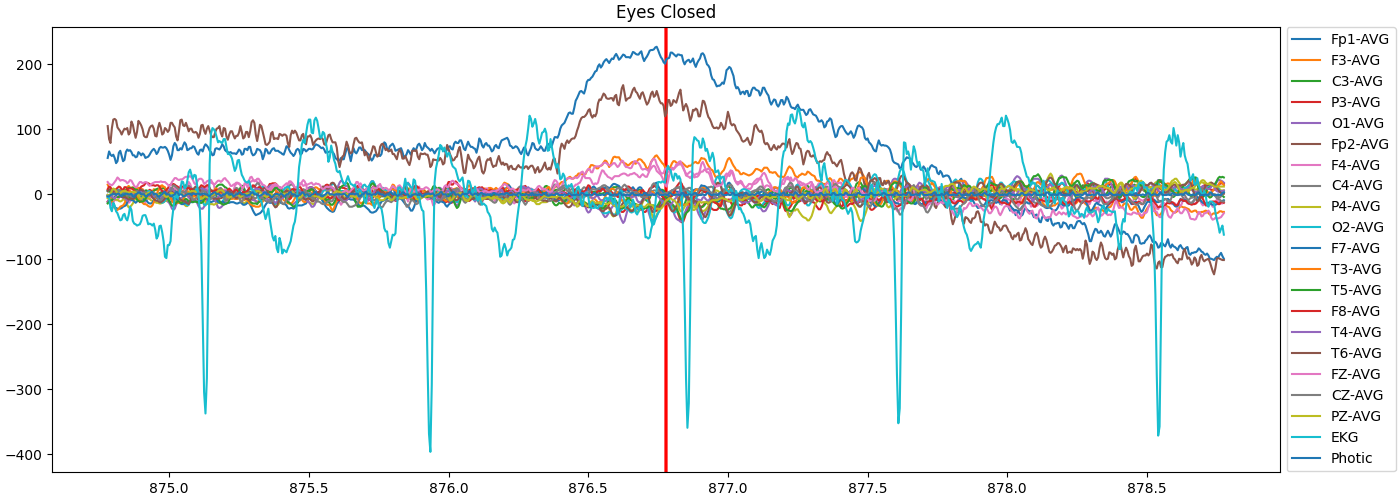 Eyes Closed
200
100
0
−100
−200
−300
−400
875.0 875.5 876.0 876.5 877.0 877.5 878.0 878.5
Fp1-AVG
F3-AVG
C3-AVG
P3-AVG
O1-AVG
Fp2-AVG
F4-AVG
C4-AVG
P4-AVG
O2-AVG
F7-AVG
T3-AVG
T5-AVG
F8-AVG
T4-AVG
T6-AVG
FZ-AVG
CZ-AVG
PZ-AVG
EKG
Photic